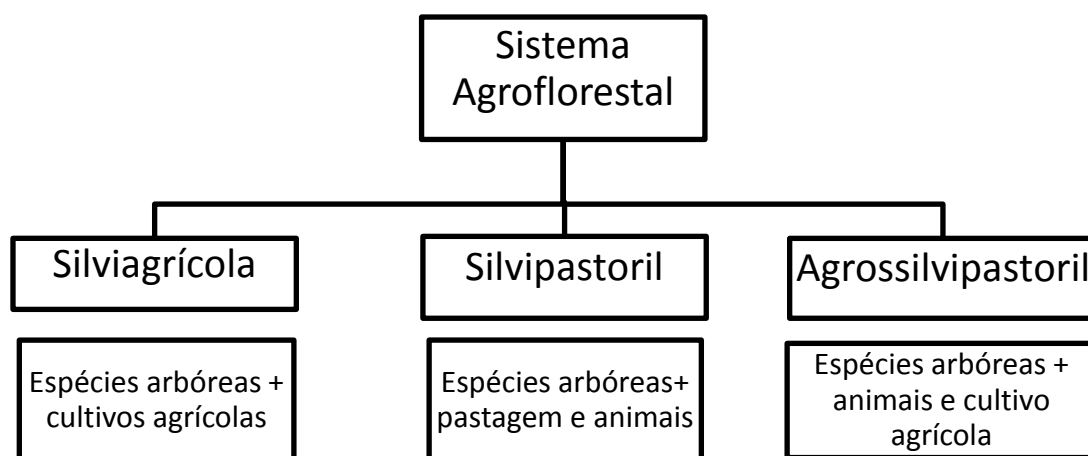 Sistema
Agroflorestal
Silviagrícola
Silvipastoril
Agrossilvipastoril
Espécies arbóreas +
cultivos agrícolas
Espécies arbóreas+
pastagem e animais
Espécies arbóreas +
animais e cultivo
agrícola